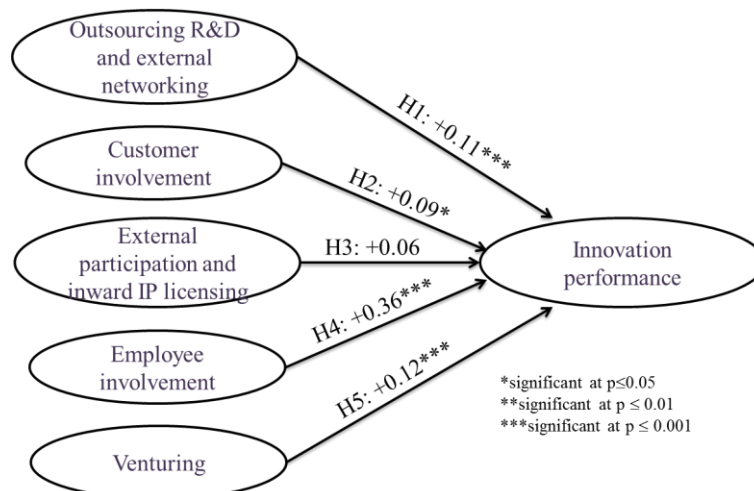 Outsourcing R&D
and external
networking
H1: +0.11***
Customer
involvement
H2: +0.09*
External
participation and
inward IP licensing
H3: +0.06
Innovation
performance
Employee
involvement
H4: +0.36***
Venturing
H5: +0.12***
*significant at p≤0.05
**significant at p ≤ 0.01
***significant at p ≤ 0.001